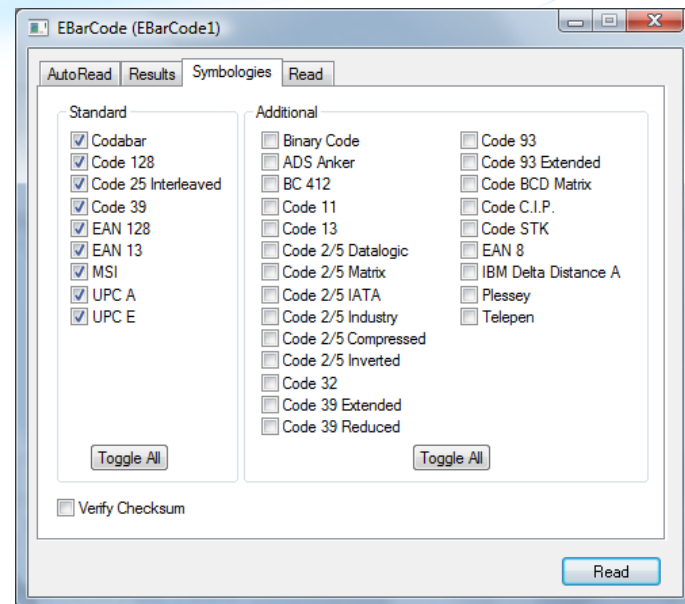 EBarCode (EBarCode1)
AutoRead Results Symbologies Read
Standard
Codabar
Code 128
Code 25 Interleaved
Code 39
EAN 128
EAN 13
MSI
UPC A
UPC E
Toggle All
Additional
Binary Code
ADS Anker
BC 412
Code 11
Code 13
Code 2/5 Datalogic
Code 2/5 Matrix
Code 2/5 IATA
Code 2/5 Industry
Code 2/5 Compressed
Code 2/5 Inverted
Code 32
Code 39 Extended
Code 39 Reduced
Code 93
Code 93 Extended
Code BCD Matrix
Code C.I.P.
Code STK
EAN 8
IBM Delta Distance A
Plessey
Telepen
Toggle All
Verify Checksum
Read